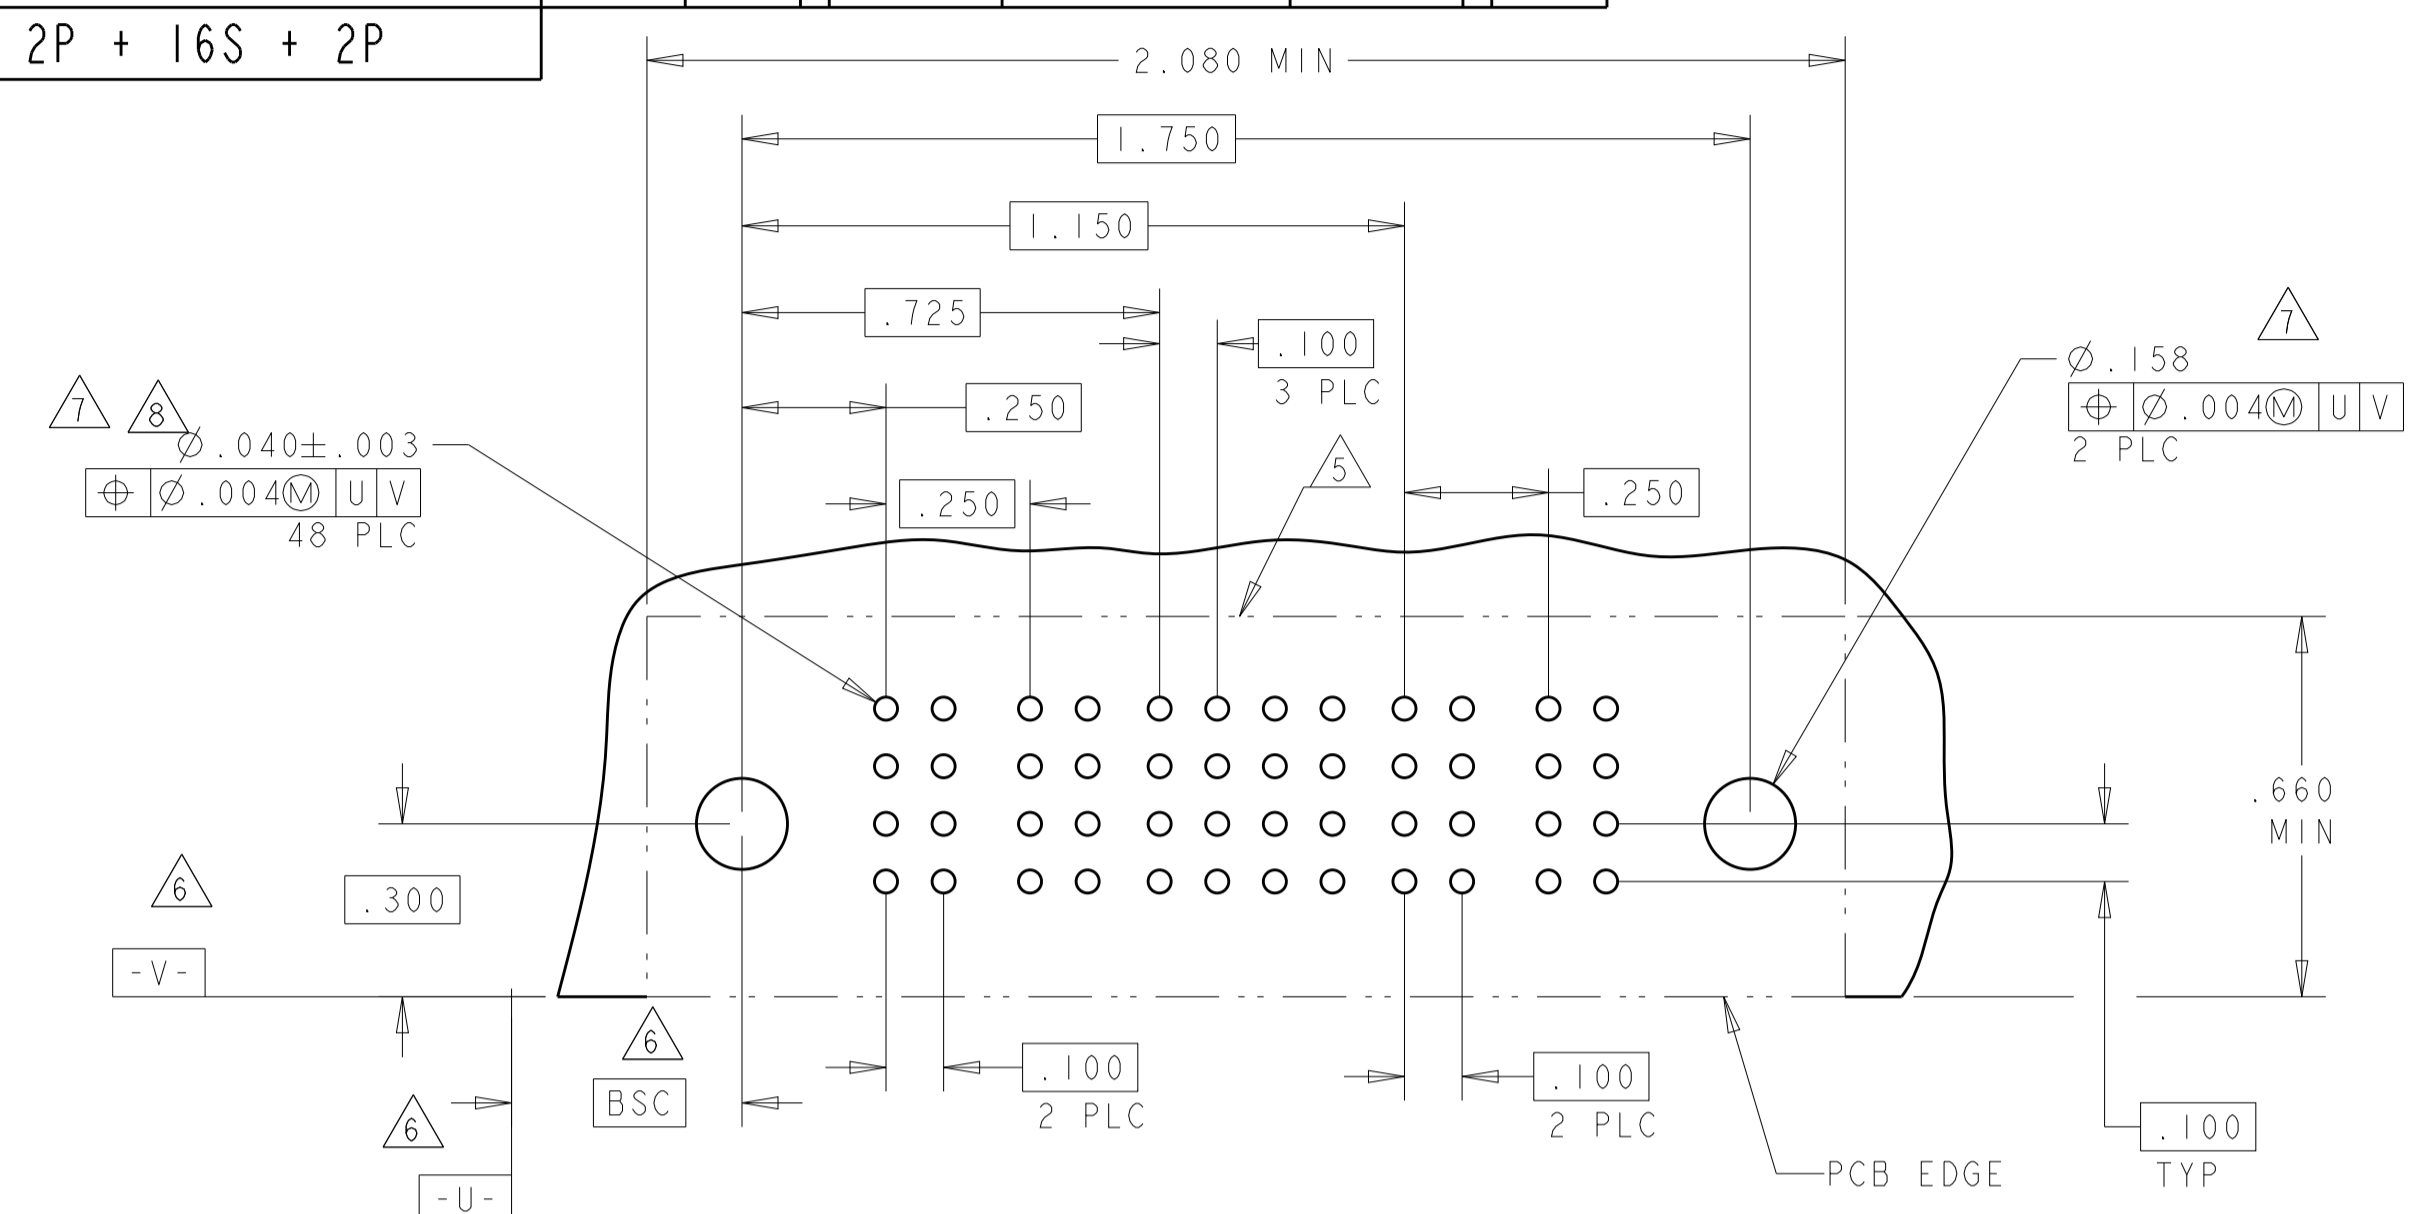 2P + 16S + 2P
2.080 MIN
1.750
1.150
.725
.100
3 PLC
.250
.250
.250
7
8
⌀.040±.003
⌖ ⌀.004Ⓜ U V
48 PLC
5
7
⌀.158
⌖ ⌀.004Ⓜ U V
2 PLC
.660
MIN
6
.300
-V-
6
BSC
6
-U-
.100
2 PLC
.100
2 PLC
PCB EDGE
.100
TYP